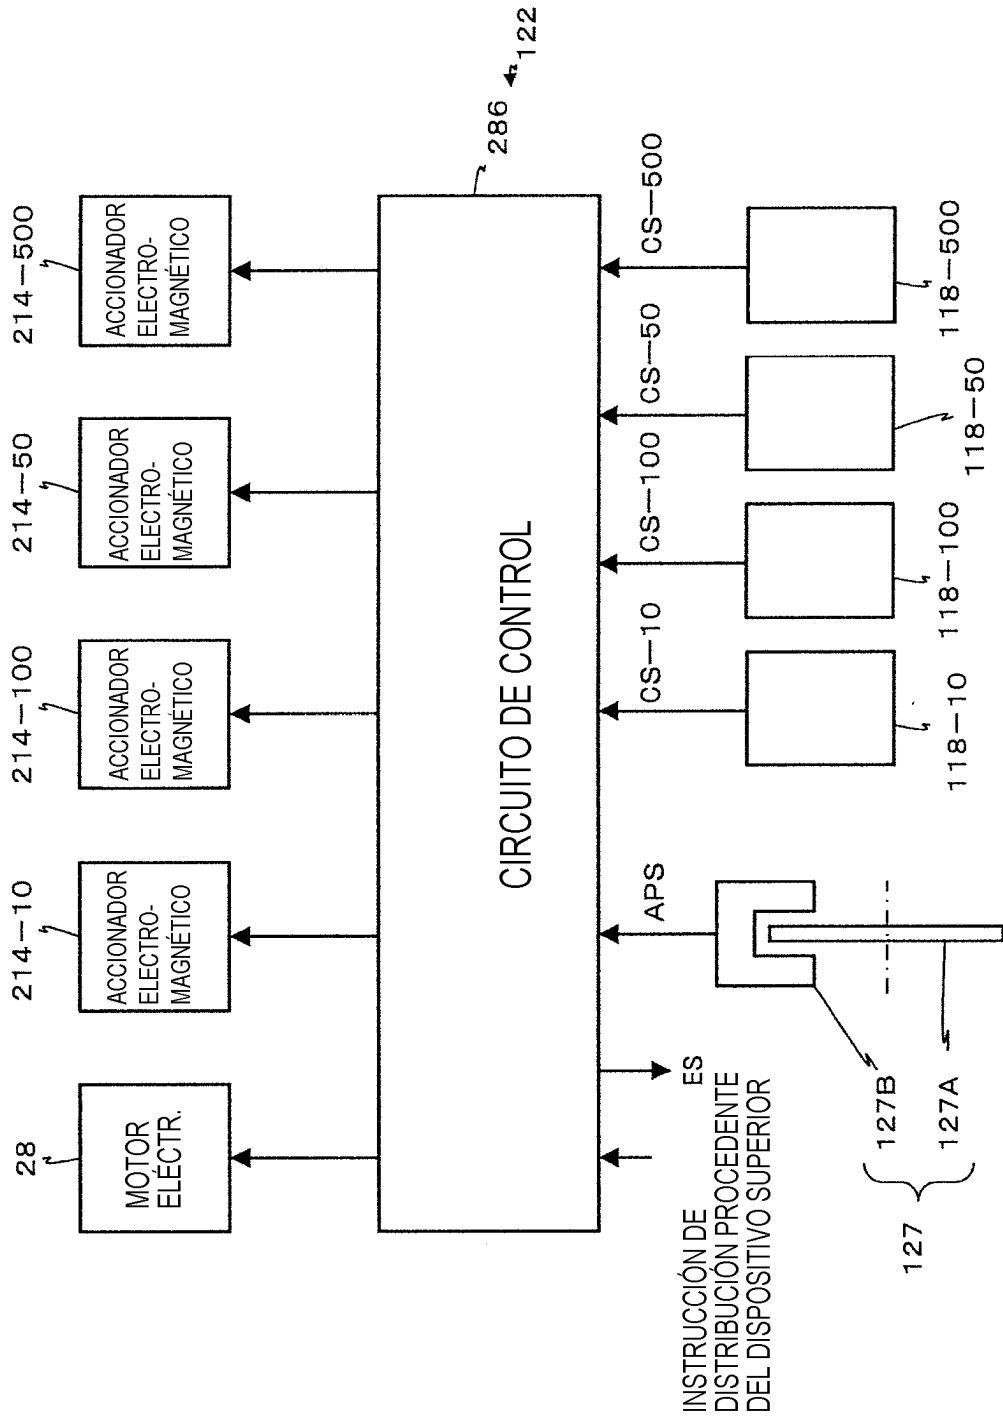 28
214—10
214—100
214—50
214—500
MOTOR
ELÉCTR.
ACCIONADOR
ELECTRO-
MAGNÉTICO
ACCIONADOR
ELECTRO-
MAGNÉTICO
ACCIONADOR
ELECTRO-
MAGNÉTICO
ACCIONADOR
ELECTRO-
MAGNÉTICO
286
122
CIRCUITO DE CONTROL
INSTRUCCIÓN DE
DISTRIBUCIÓN PROCEDENTE
DEL DISPOSITIVO SUPERIOR
ES
APS
CS—10
CS—100
CS—50
CS—500
127B
127A
127
118—10
118—100
118—50
118—500